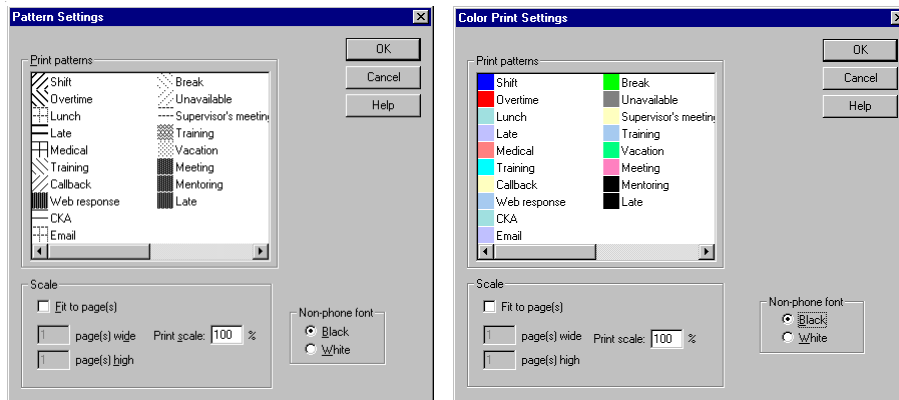 Pattern Settings
OK
Cancel
Help
Print patterns
Shift
Overtime
Lunch
Late
Medical
Training
Callback
Web response
CKA
Email
Break
Unavailable
Supervisor's meeting
Training
Vacation
Meeting
Mentoring
Late
Scale
Fit to page(s)
1 page(s) wide Print scale: 100 %
1 page(s) high
Non-phone font
Black
White
Color Print Settings
OK
Cancel
Help
Print patterns
Shift
Overtime
Lunch
Late
Medical
Training
Callback
Web response
CKA
Email
Break
Unavailable
Supervisor's meeting
Training
Vacation
Meeting
Mentoring
Late
Scale
Fit to page(s)
1 page(s) wide Print scale: 100 %
1 page(s) high
Non-phone font
Black
White